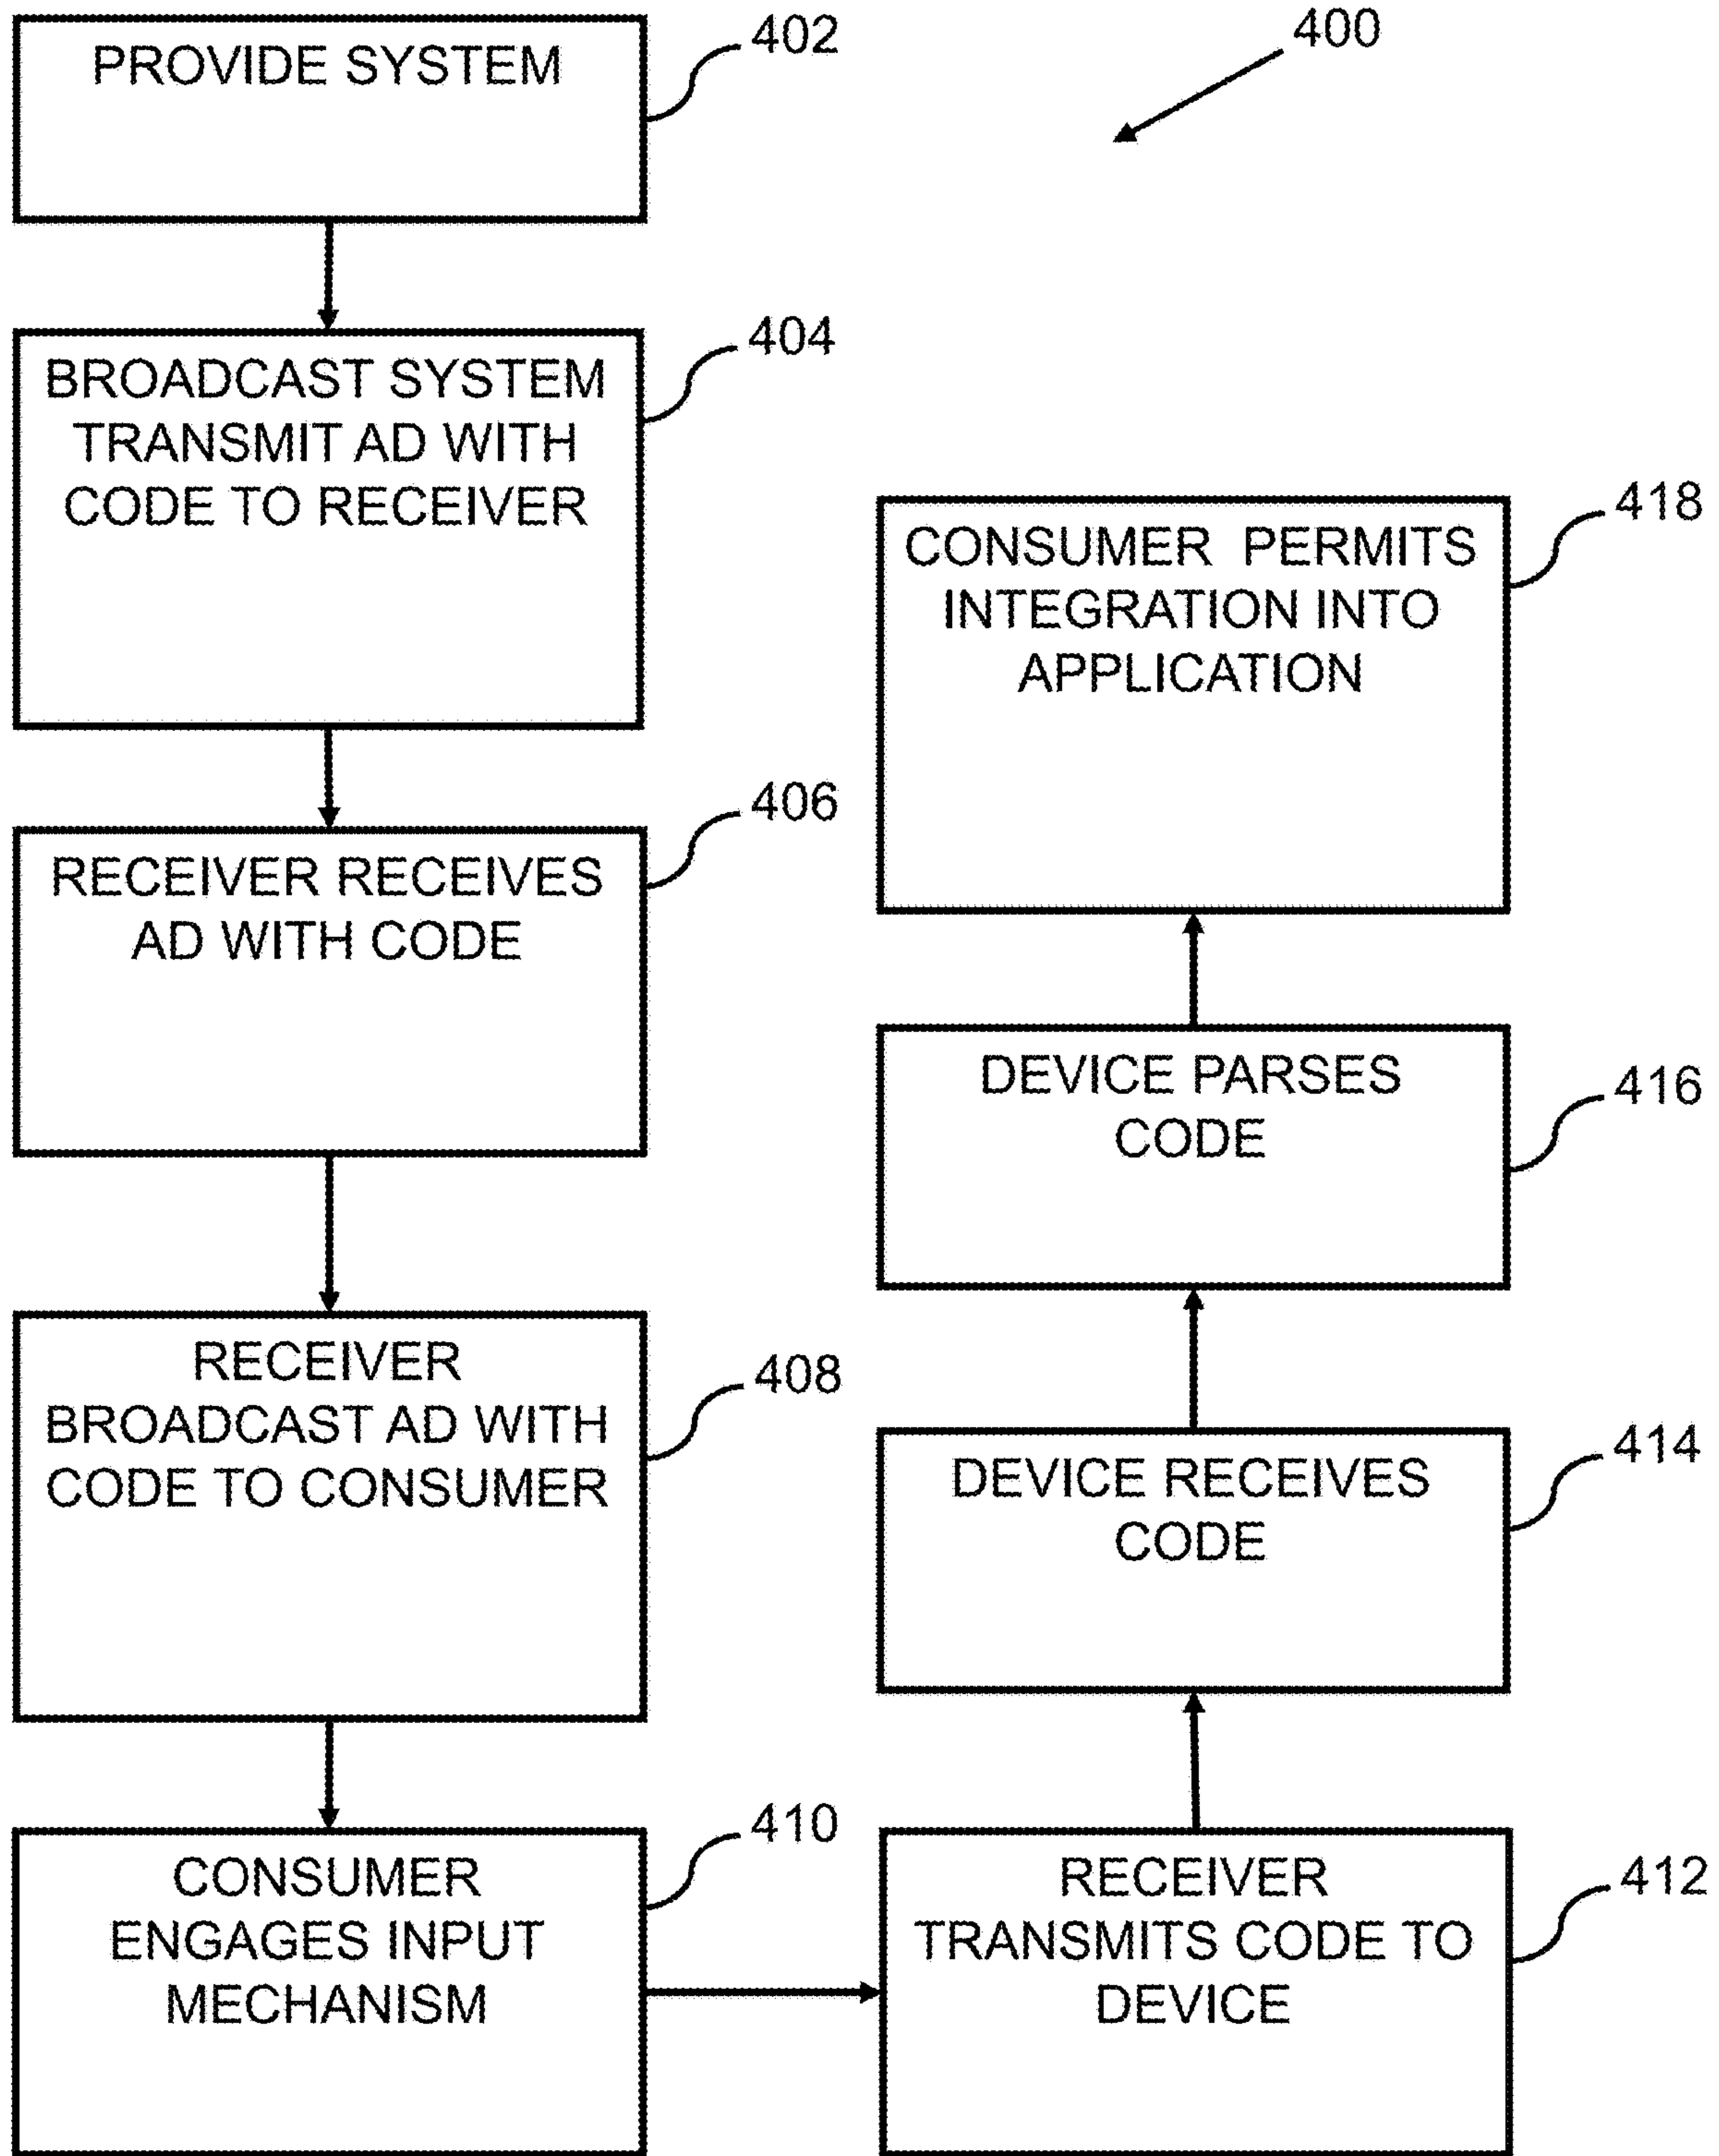 400
PROVIDE SYSTEM
402
BROADCAST SYSTEM
TRANSMIT AD WITH
CODE TO RECEIVER
404
RECEIVER RECEIVES
AD WITH CODE
406
RECEIVER
BROADCAST AD WITH
CODE TO CONSUMER
408
CONSUMER
ENGAGES INPUT
MECHANISM
410
RECEIVER
TRANSMITS CODE TO
DEVICE
412
DEVICE RECEIVES
CODE
414
DEVICE PARSES
CODE
416
CONSUMER PERMITS
INTEGRATION INTO
APPLICATION
418